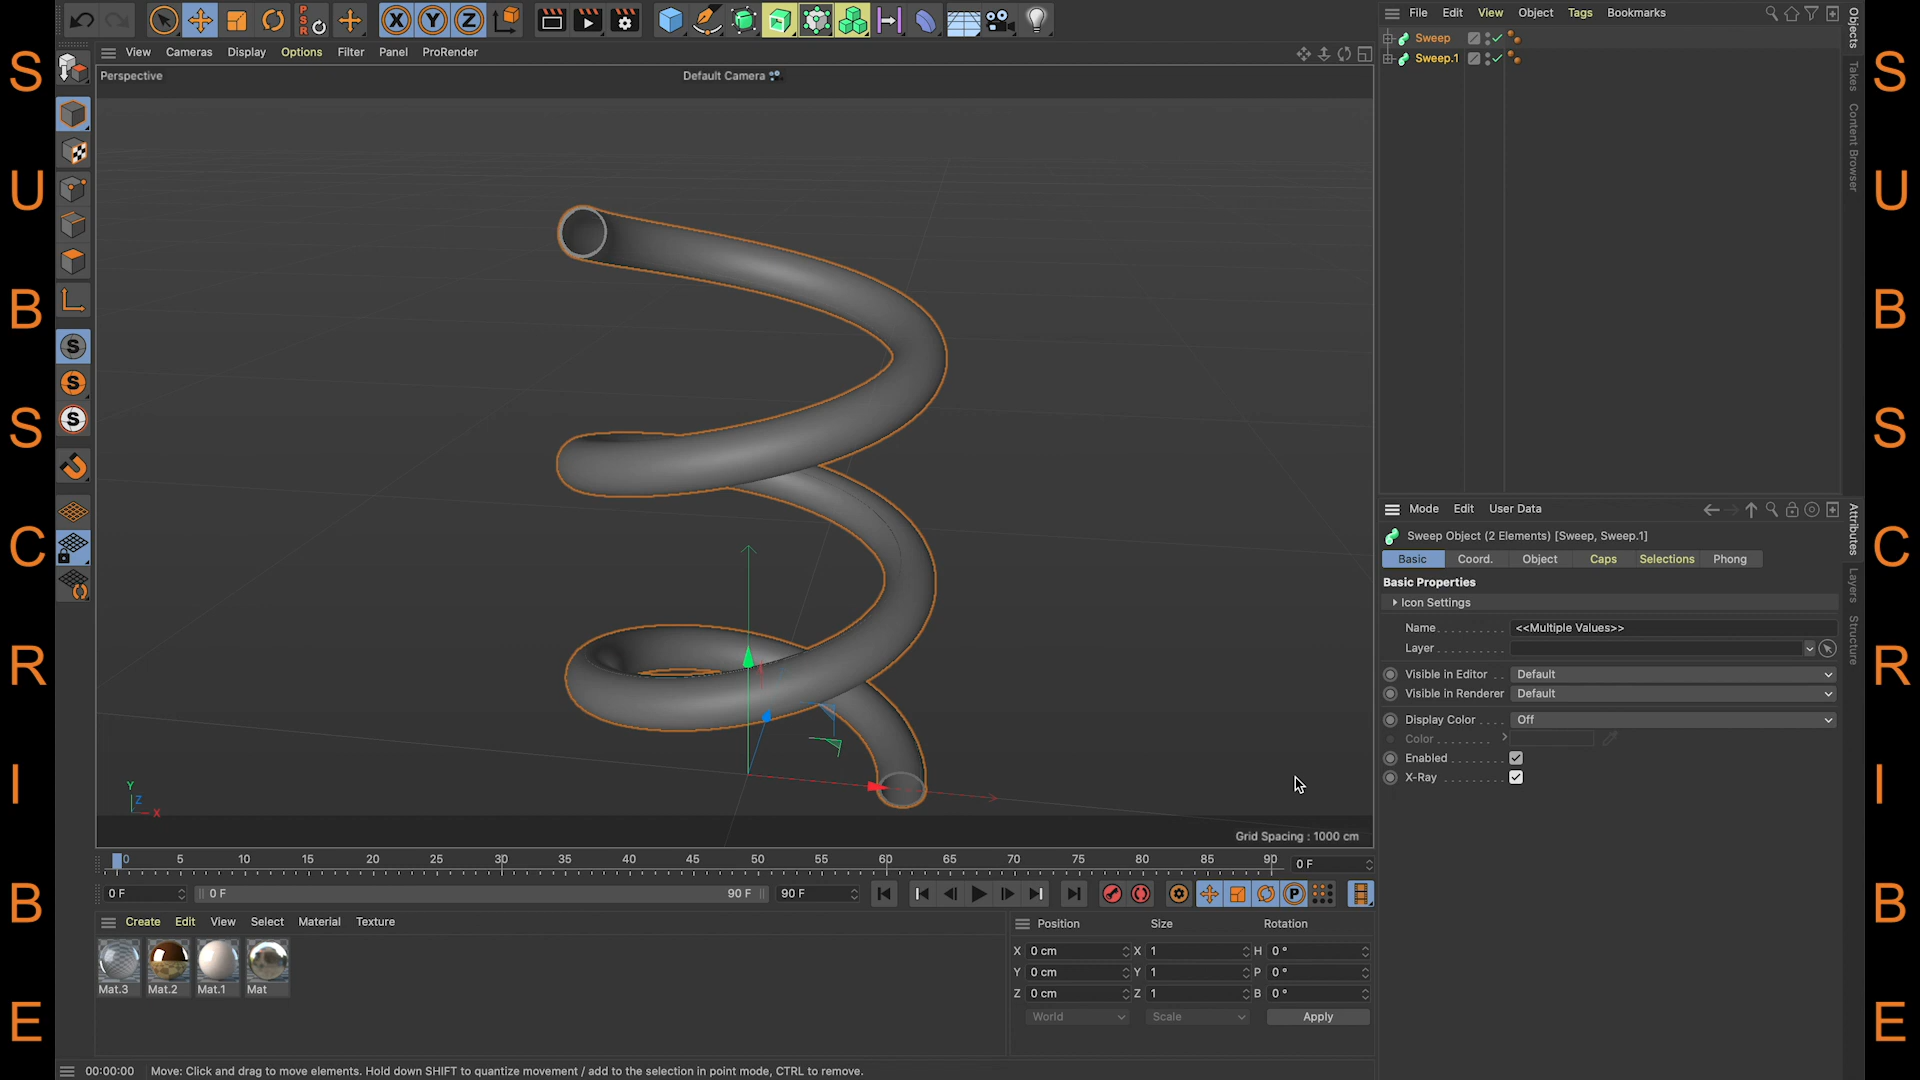 S
U
B
S
C
R
I
B
E
View Cameras Display Options Filter Panel ProRender
Perspective
Default Camera
Y
Z
X
Grid Spacing : 1000 cm
0 5 10 15 20 25 30 35 40 45 50 55 60 65 70 75 80 85 90
0 F
0 F
0 F
90 F
90 F
Create Edit View Select Material Texture
Mat.3 Mat.2 Mat.1 Mat
Position Size Rotation
X 0 cm X 1 H 0 °
Y 0 cm Y 1 P 0 °
Z 0 cm Z 1 B 0 °
World Scale Apply
00:00:00 Move: Click and drag to move elements. Hold down SHIFT to quantize movement / add to the selection in point mode, CTRL to remove.
File Edit View Object Tags Bookmarks
Sweep
Sweep.1
Objects
Takes
Content Browser
Mode Edit User Data
Sweep Object (2 Elements) [Sweep, Sweep.1]
Basic Coord. Object Caps Selections Phong
Basic Properties
Icon Settings
Name <<Multiple Values>>
Layer
Visible in Editor Default
Visible in Renderer Default
Display Color Off
Color
Enabled
X-Ray
Attributes
Layers
Structure
S
U
B
S
C
R
I
B
E